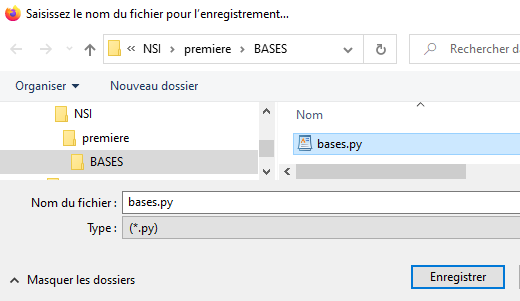 Saisissez le nom du fichier pour l'enregistrement...
« NSI > premiere > BASES
Rechercher da
Organiser
Nouveau dossier
NSI
premiere
BASES
Nom
bases.py
Nom du fichier :
bases.py
Type :
(*.py)
Enregistrer
Masquer les dossiers